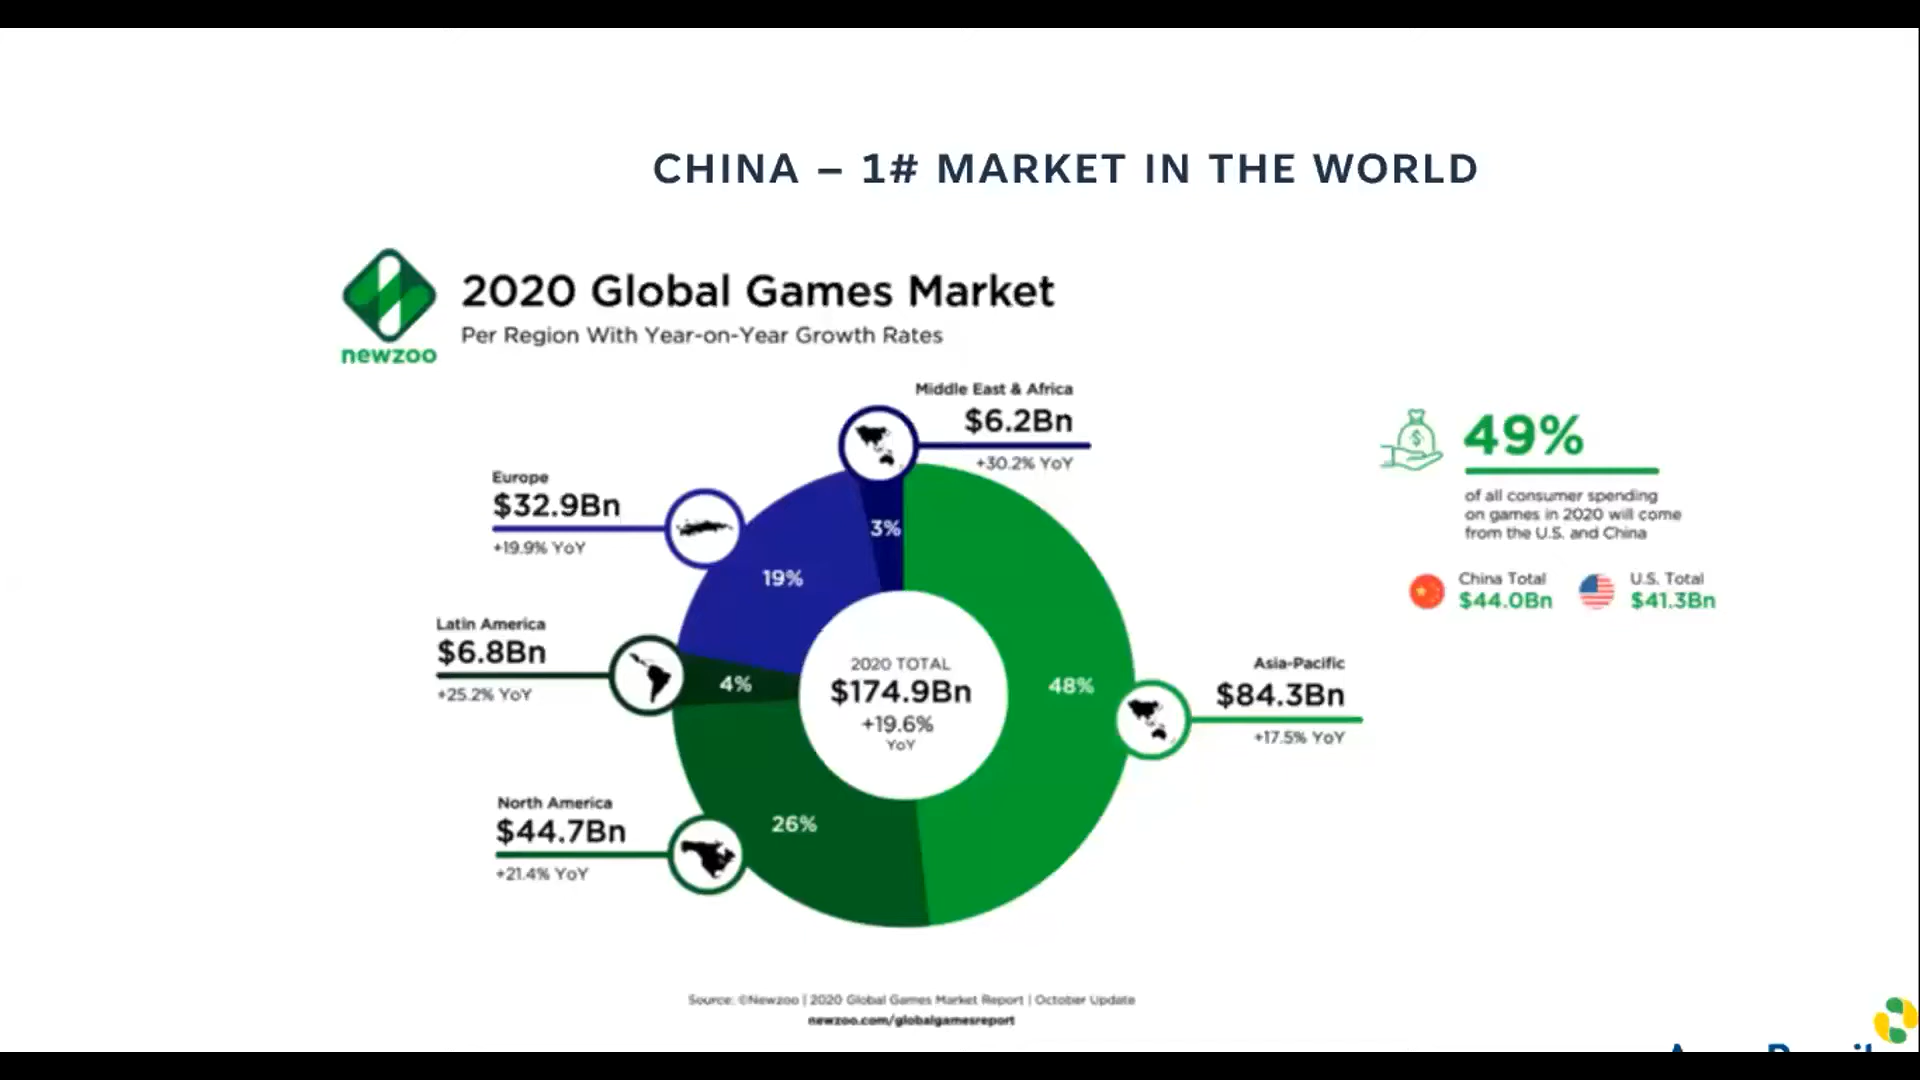 CHINA – 1# MARKET IN THE WORLD
newzoo
2020 Global Games Market
Per Region With Year-on-Year Growth Rates
Middle East & Africa
$6.2Bn
+30.2% YoY
Europe
$32.9Bn
+19.9% YoY
Latin America
$6.8Bn
+25.2% YoY
North America
$44.7Bn
+21.4% YoY
3%
19%
4%
26%
48%
2020 TOTAL
$174.9Bn
+19.6%
YoY
Asia-Pacific
$84.3Bn
+17.5% YoY
49%
of all consumer spending
on games in 2020 will come
from the U.S. and China
China Total
$44.0Bn
U.S. Total
$41.3Bn
Source: ©Newzoo | 2020 Global Games Market Report | October Update
newzoo.com/globalgamesreport